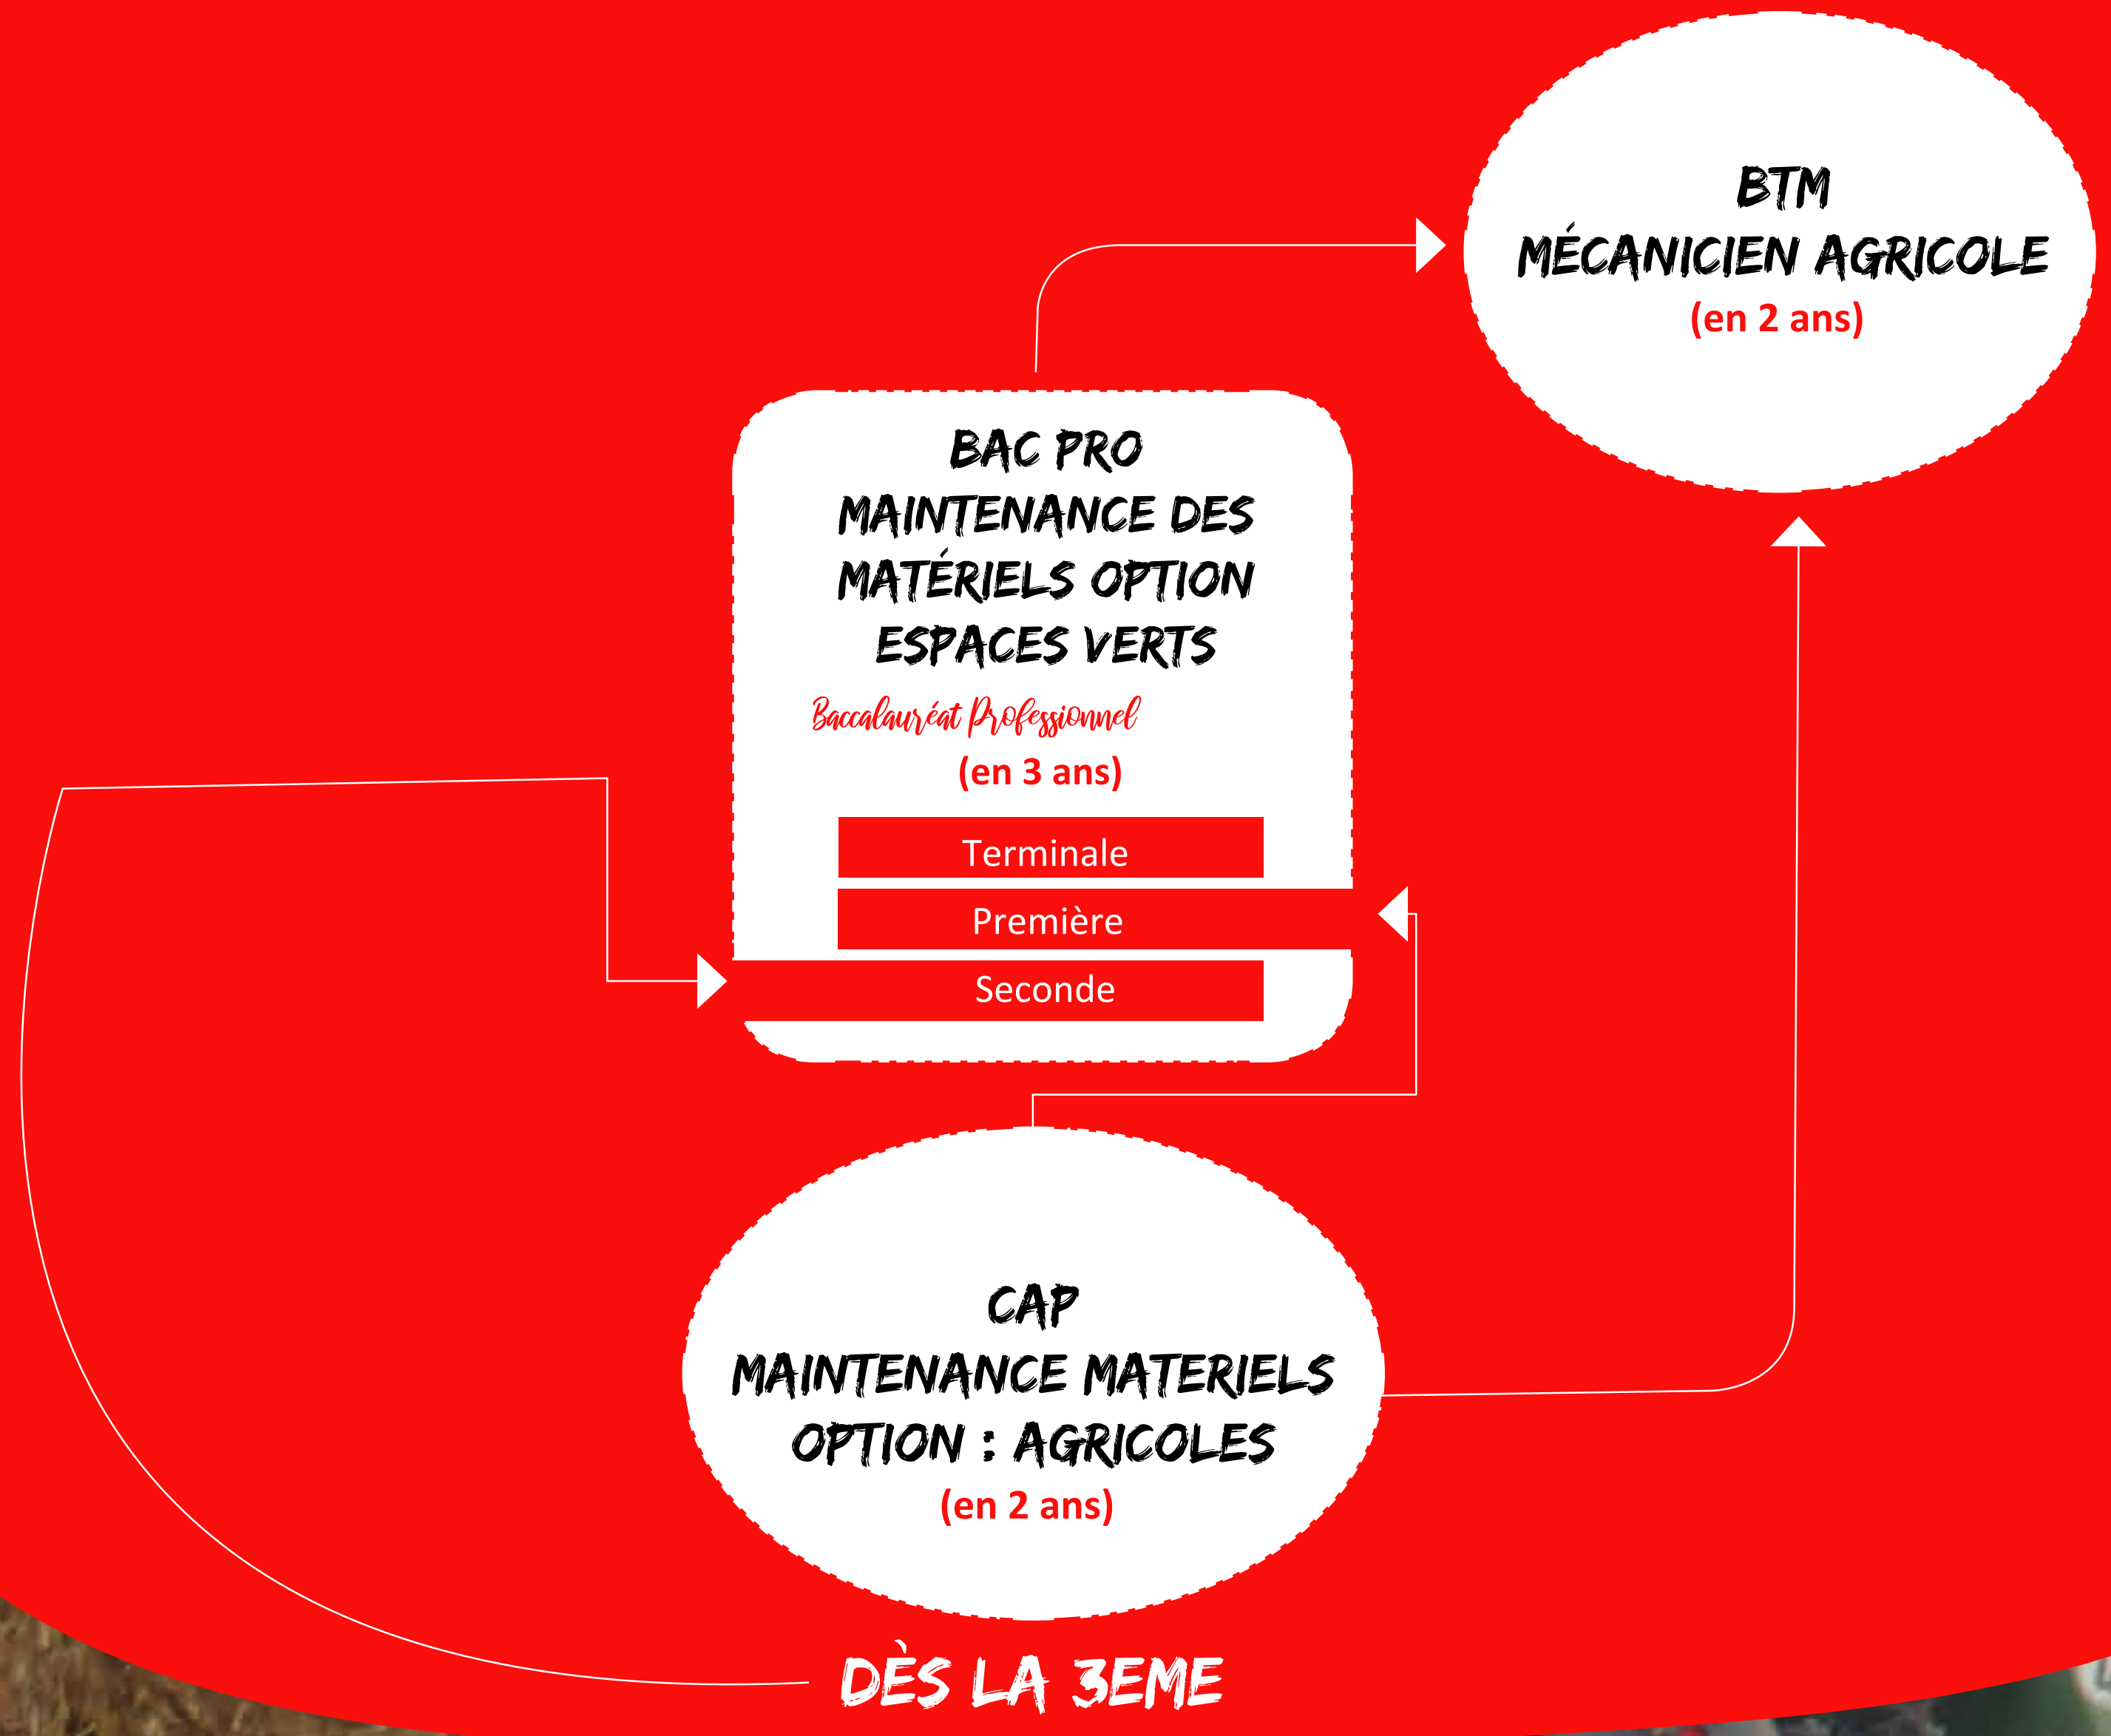 BTM
MÉCANICIEN AGRICOLE
(en 2 ans)
BAC PRO
MAINTENANCE DES
MATÉRIELS OPTION
ESPACES VERTS
Baccalauréat Professionnel
(en 3 ans)
Terminale
Première
Seconde
CAP
MAINTENANCE MATERIELS
OPTION : AGRICOLES
(en 2 ans)
DÈS LA 3EME